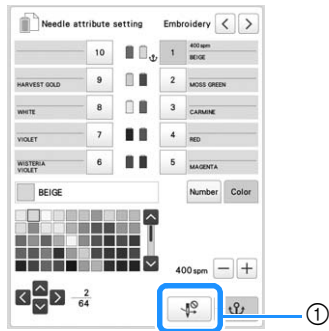 Needle attribute setting Embroidery
400 spm
10 1 BEIGE
HARVEST GOLD 9 2 MOSS GREEN
WHITE 8 3 CARMINE
VIOLET 7 4 RED
WISTERIA
VIOLET 6 5 MAGENTA
BEIGE Number Color
400 spm
2
64
①